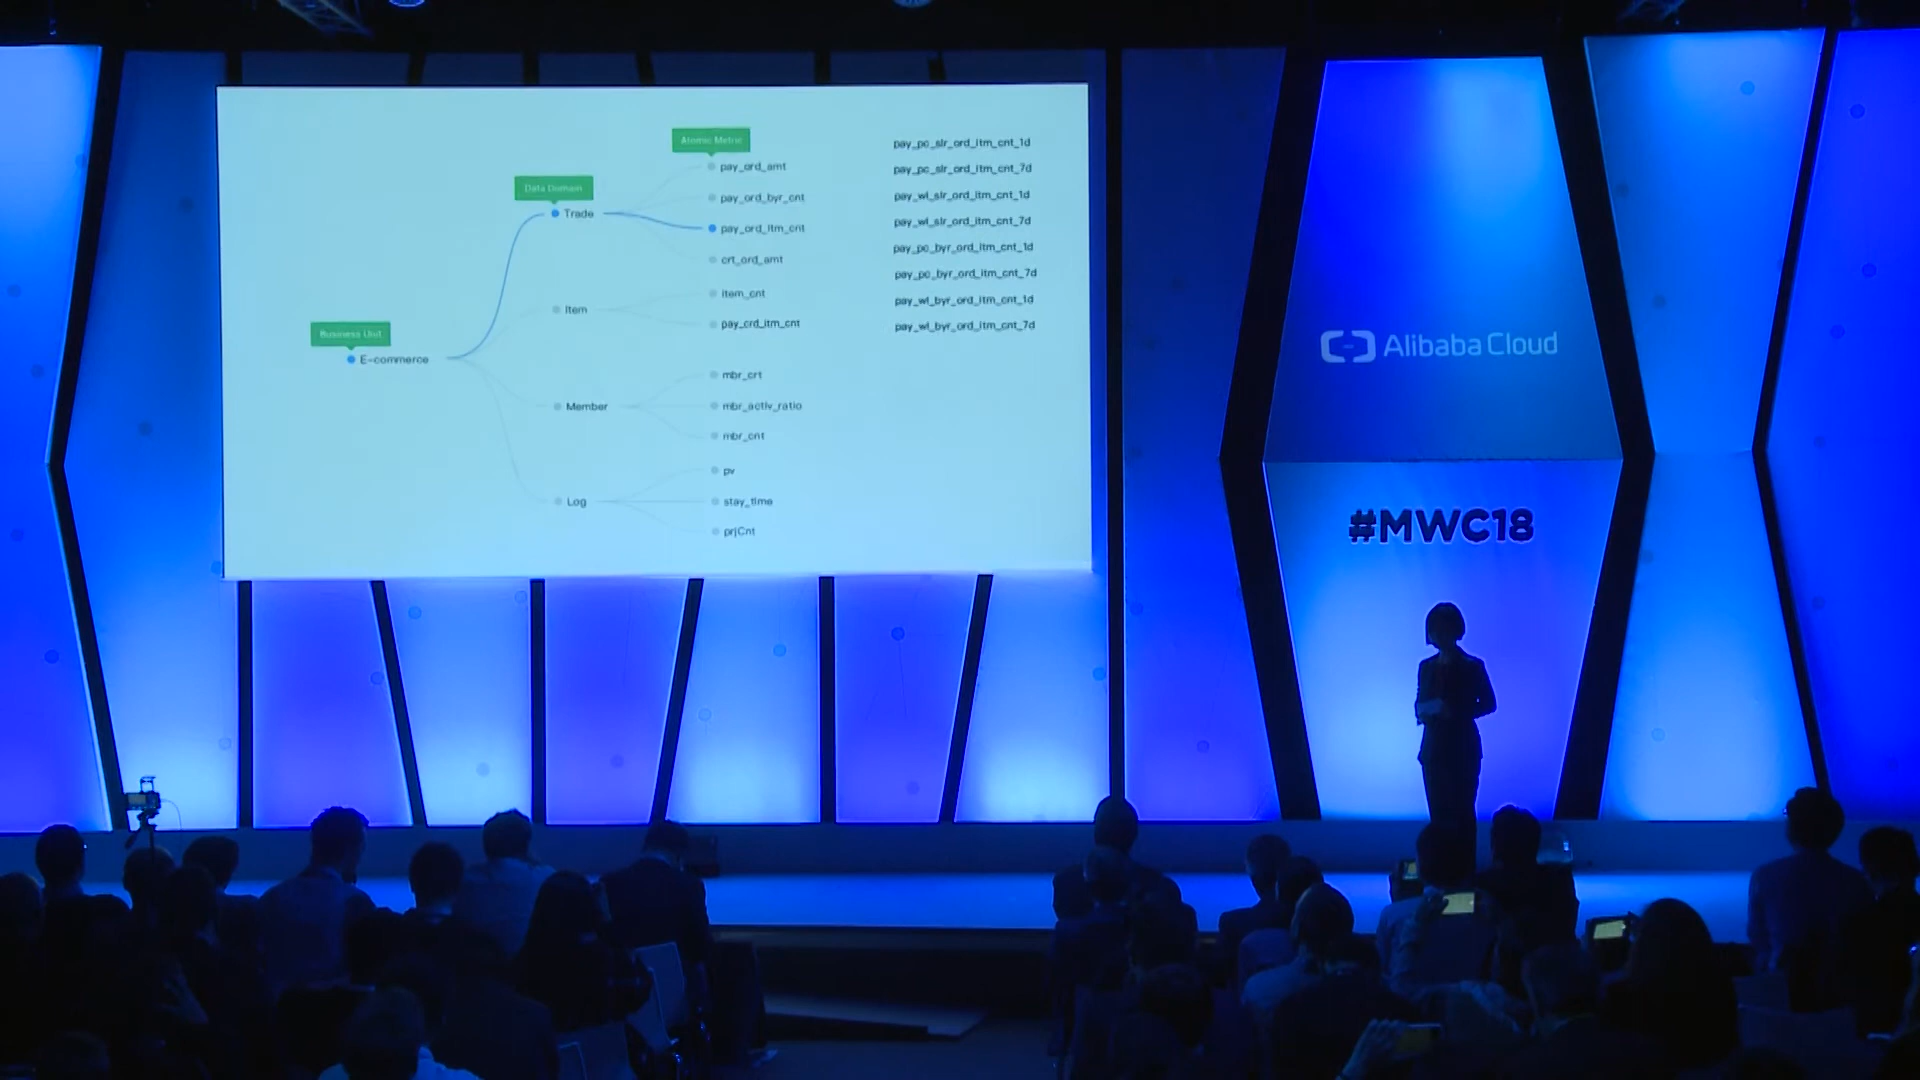 Atomic Metric
pay_ord_amt
Data Domain
pay_ord_byr_cnt
Trade
pay_ord_itm_cnt
crt_ord_amt
item_cnt
Item
pay_ord_itm_cnt
Business Unit
E-commerce
mbr_crt
Member
mbr_activ_ratio
mbr_cnt
pv
Log
stay_time
prjCnt
pay_pc_slr_ord_itm_cnt_1d
pay_pc_slr_ord_itm_cnt_7d
pay_wl_slr_ord_itm_cnt_1d
pay_wl_slr_ord_itm_cnt_7d
pay_pc_byr_ord_itm_cnt_1d
pay_pc_byr_ord_itm_cnt_7d
pay_wl_byr_ord_itm_cnt_1d
pay_wl_byr_ord_itm_cnt_7d
Alibaba Cloud
#MWC18